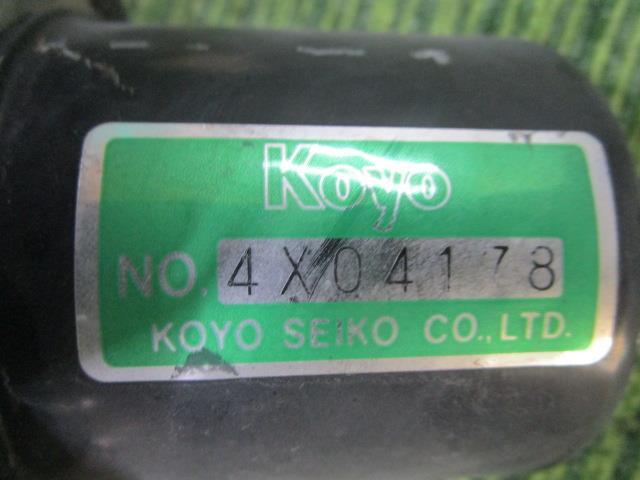 Koyo
NO. 4X04178
KOYO SEIKO CO., LTD.